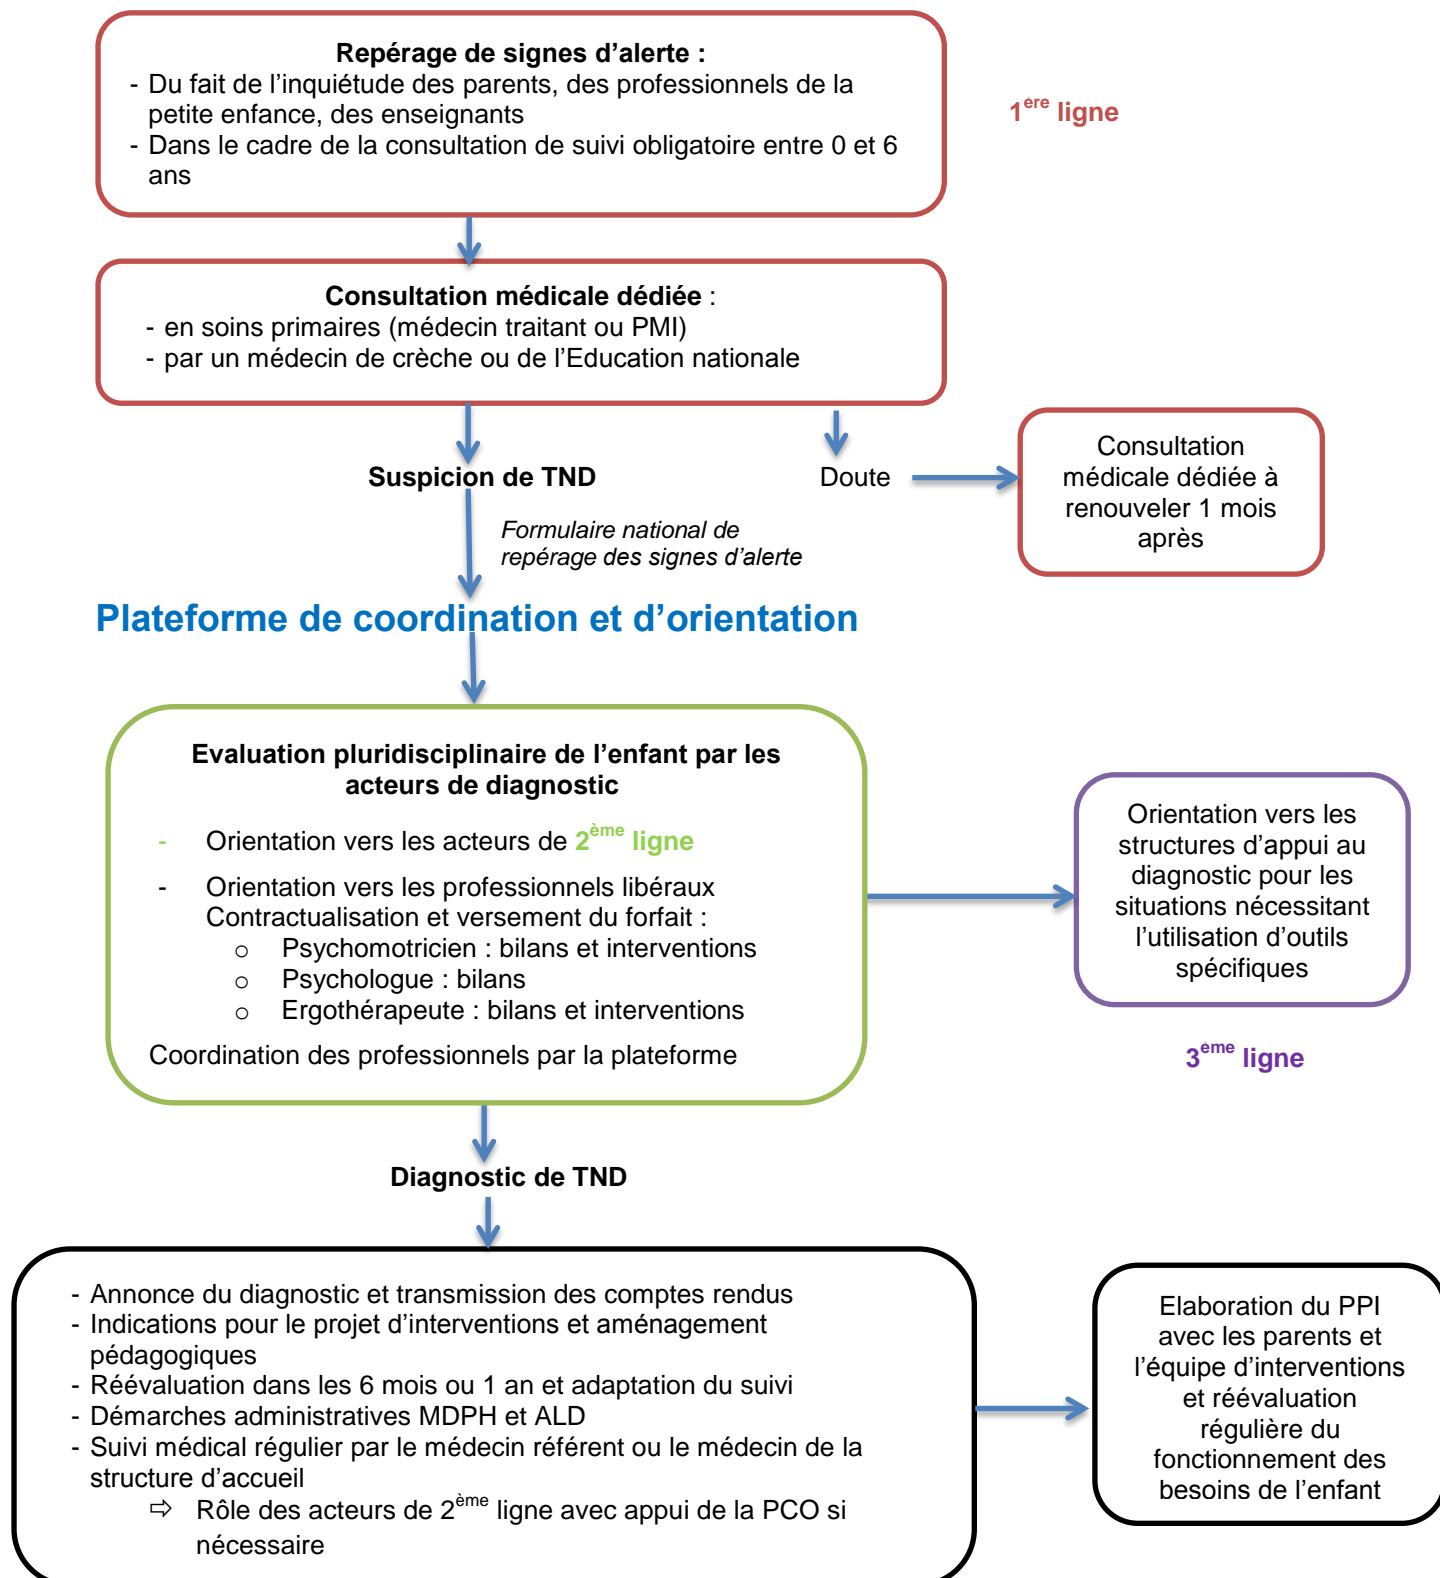 Repérage de signes d’alerte :
- Du fait de l’inquiétude des parents, des professionnels de la
petite enfance, des enseignants
- Dans le cadre de la consultation de suivi obligatoire entre 0 et 6
ans
1ère ligne
Consultation médicale dédiée :
- en soins primaires (médecin traitant ou PMI)
- par un médecin de crèche ou de l’Education nationale
Suspicion de TND
Doute
Consultation
médicale dédiée à
renouveler 1 mois
après
Formulaire national de
repérage des signes d’alerte
Plateforme de coordination et d’orientation
Evaluation pluridisciplinaire de l’enfant par les
acteurs de diagnostic
- Orientation vers les acteurs de 2ème ligne
- Orientation vers les professionnels libéraux
Contractualisation et versement du forfait :
o Psychomotricien : bilans et interventions
o Psychologue : bilans
o Ergothérapeute : bilans et interventions
Coordination des professionnels par la plateforme
Orientation vers les
structures d’appui au
diagnostic pour les
situations nécessitant
l’utilisation d’outils
spécifiques
3ème ligne
Diagnostic de TND
- Annonce du diagnostic et transmission des comptes rendus
- Indications pour le projet d’interventions et aménagement
pédagogiques
- Réévaluation dans les 6 mois ou 1 an et adaptation du suivi
- Démarches administratives MDPH et ALD
- Suivi médical régulier par le médecin référent ou le médecin de la
structure d’accueil
⇨ Rôle des acteurs de 2ème ligne avec appui de la PCO si
nécessaire
Elaboration du PPI
avec les parents et
l’équipe d’interventions
et réévaluation
régulière du
fonctionnement des
besoins de l’enfant